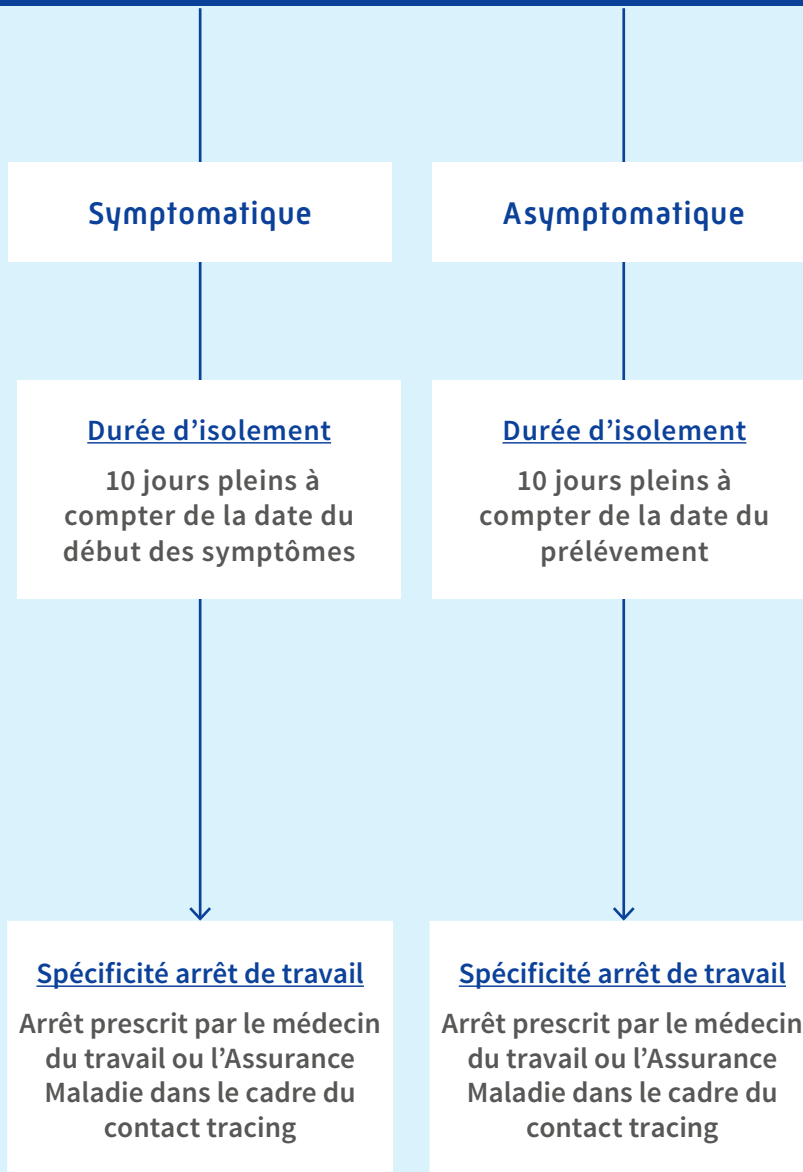 Symptomatique
Durée d’isolement
10 jours pleins à
compter de la date du
début des symptômes
Spécificité arrêt de travail
Arrêt prescrit par le médecin
du travail ou l’Assurance
Maladie dans le cadre du
contact tracing
Asymptomatique
Durée d’isolement
10 jours pleins à
compter de la date du
prélévement
Spécificité arrêt de travail
Arrêt prescrit par le médecin
du travail ou l’Assurance
Maladie dans le cadre du
contact tracing